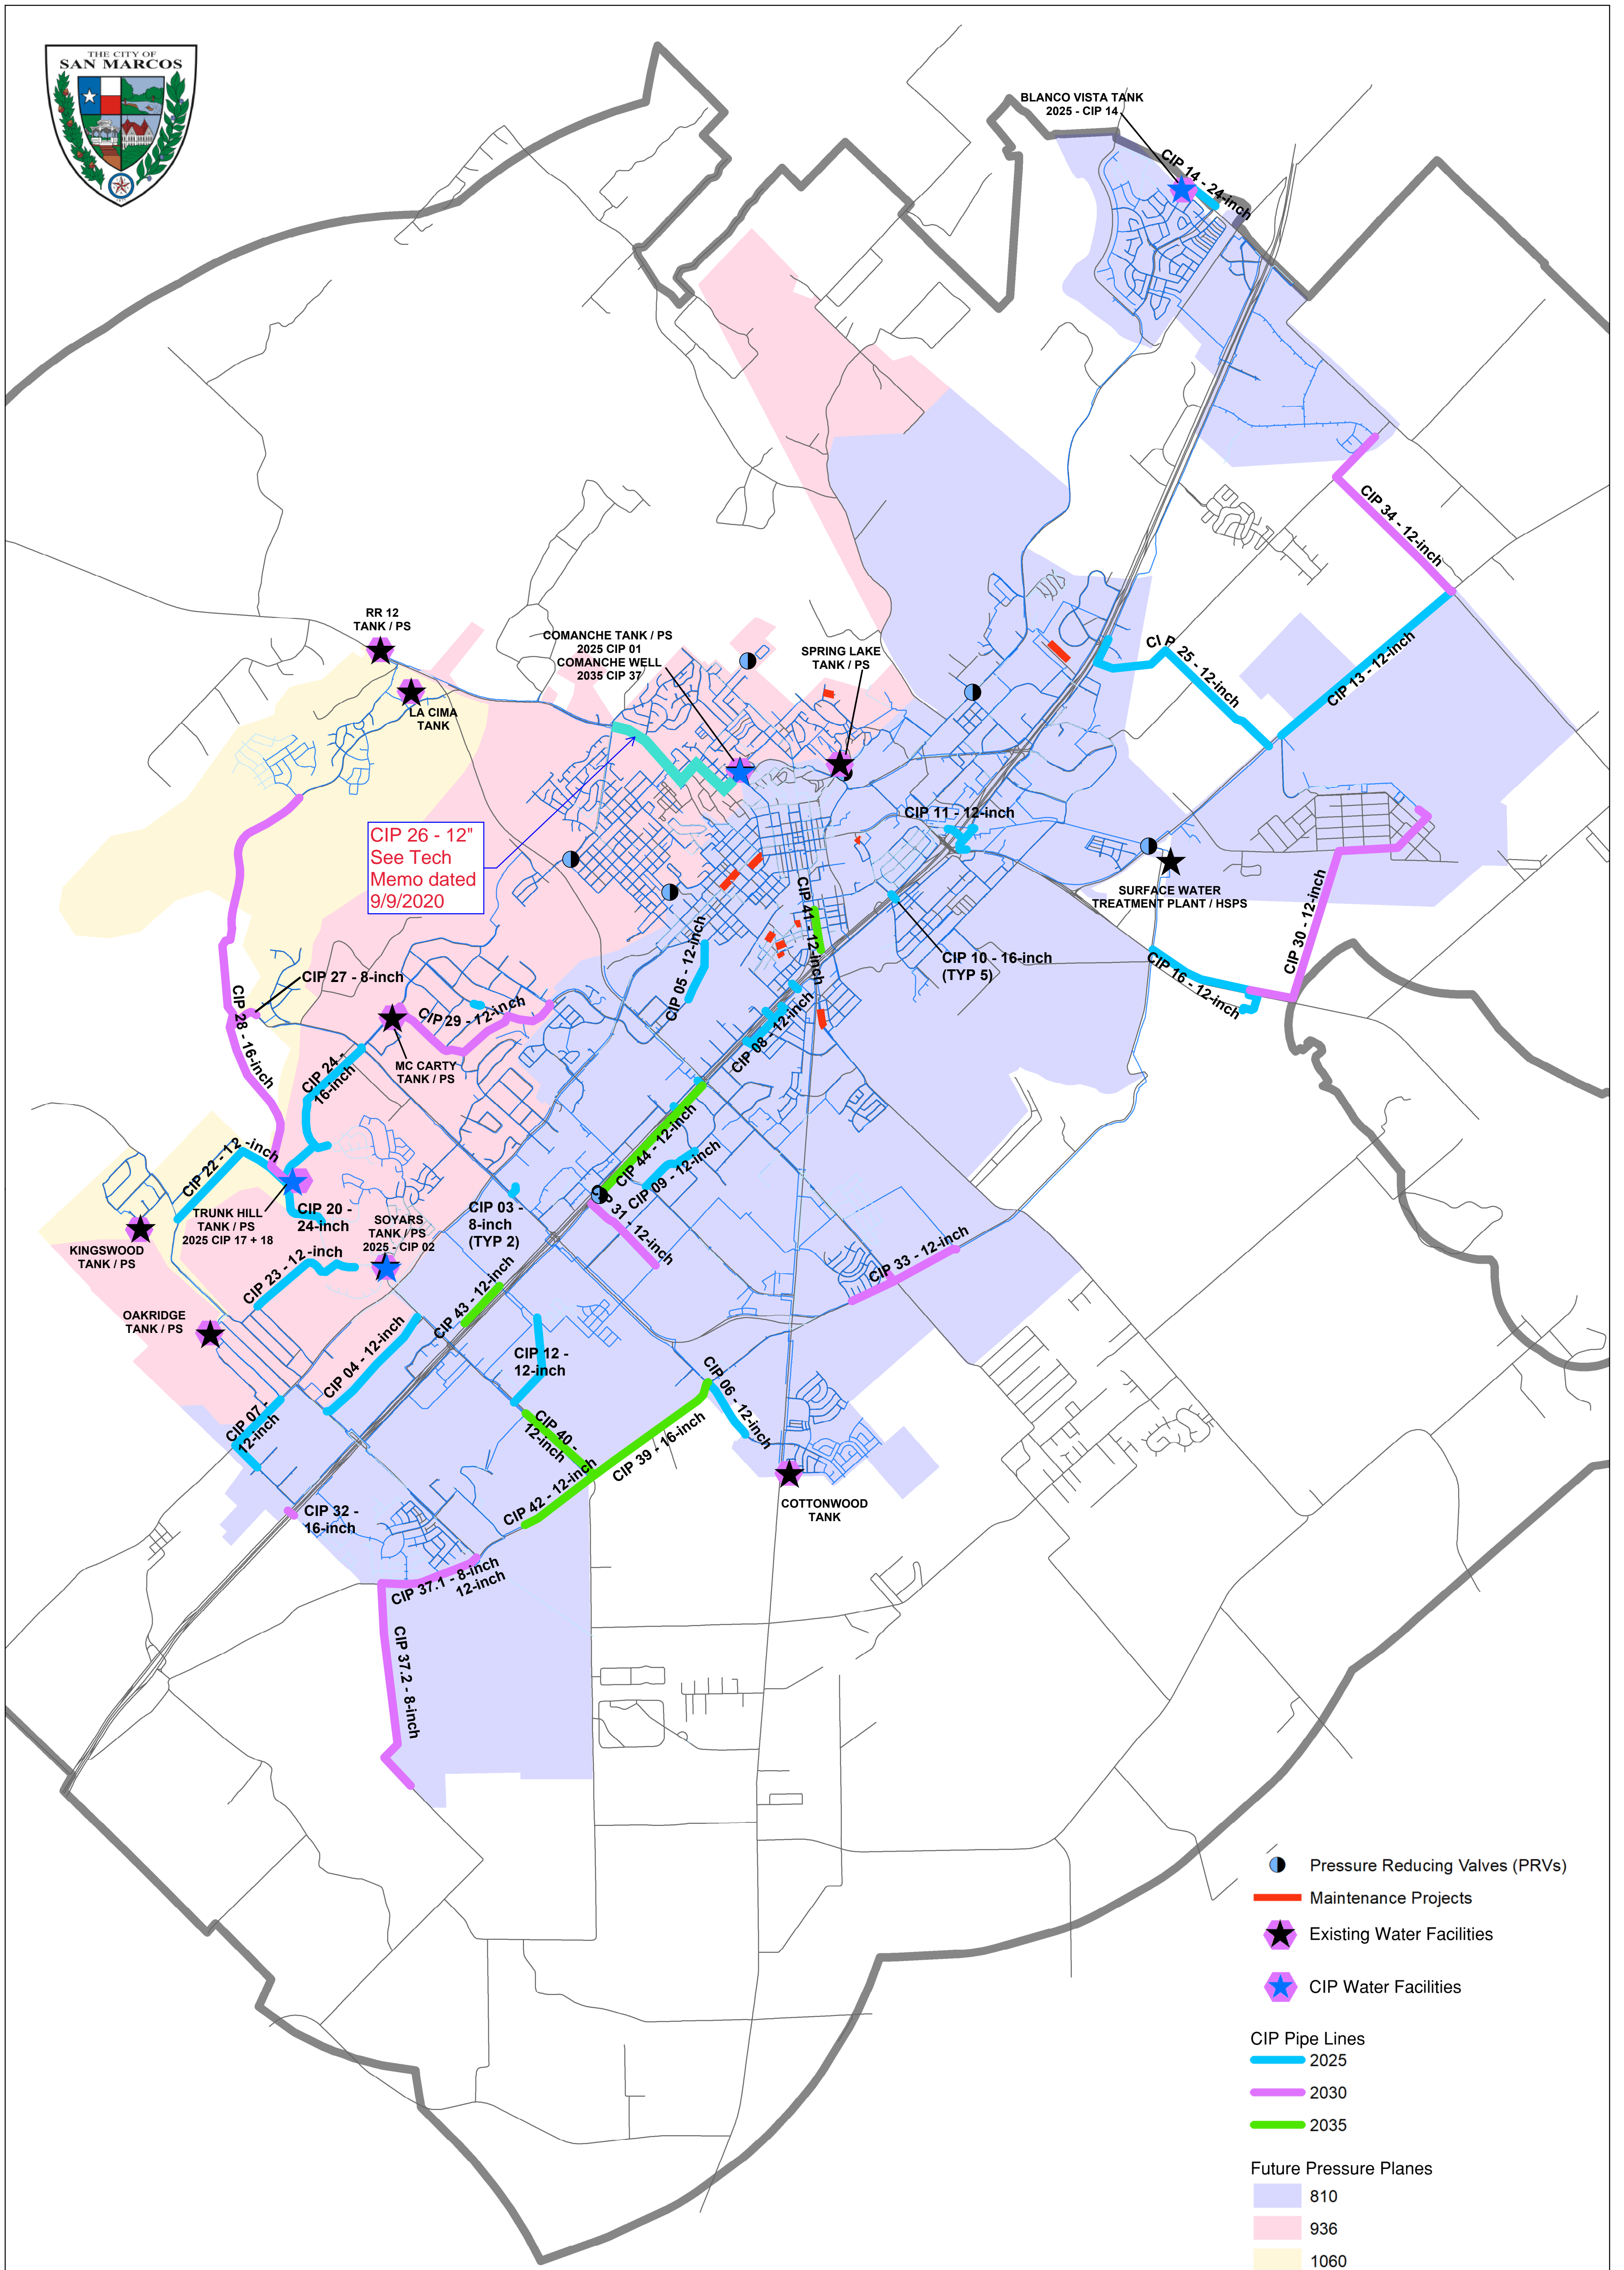 THE CITY OF
SAN MARCOS
BLANCO VISTA TANK
2025 - CIP 14
CIP 14 - 24-inch
CIP 34 - 12-inch
RR 12
TANK / PS
COMANCHE TANK / PS
2025 CIP 01
COMANCHE WELL
2035 CIP 37
SPRING LAKE
TANK / PS
CI P 25 - 12-inch
CIP 13 - 12-inch
LA CIMA
TANK
CIP 11 - 12-inch
CIP 26 - 12"
See Tech
Memo dated
9/9/2020
SURFACE WATER
TREATMENT PLANT / HSPS
CIP 41 - 12-inch
CIP 30 - 12-inch
CIP 05 - 12-inch
CIP 10 - 16-inch
(TYP 5)
CIP 16 - 12-inch
CIP 27 - 8-inch
CIP 28 - 16-inch
CIP 29 - 12-inch
CIP 08 - 12-inch
MC CARTY
TANK / PS
CIP 24 -
16-inch
CIP 44 - 12-inch
CIP 09 - 12-inch
CIP 22 - 12 -inch
TRUNK HILL
TANK / PS
2025 CIP 17 + 18
CIP 20 -
24-inch
SOYARS
TANK / PS
2025 - CIP 02
CIP 03 -
8-inch
(TYP 2)
CIP 31 - 12-inch
KINGSWOOD
TANK / PS
CIP 23 - 12 -inch
CIP 33 - 12-inch
OAKRIDGE
TANK / PS
CIP 43 - 12-inch
CIP 04 - 12-inch
CIP 12 -
12-inch
CIP 06 - 12-inch
CIP 07 -
12-inch
CIP 40 -
12-inch
CIP 39 - 16-inch
CIP 42 - 12-inch
COTTONWOOD
TANK
CIP 32 -
16-inch
CIP 37.1 - 8-inch
12-inch
CIP 37.2 - 8-inch
Pressure Reducing Valves (PRVs)
Maintenance Projects
Existing Water Facilities
CIP Water Facilities
CIP Pipe Lines
2025
2030
2035
Future Pressure Planes
810
936
1060